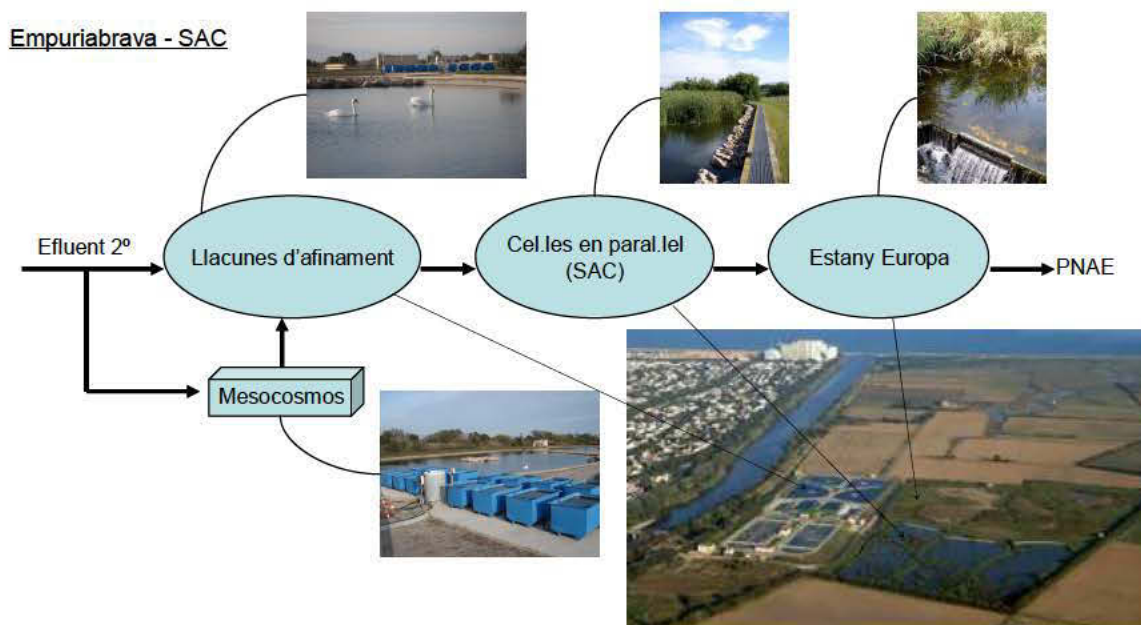 Empuriabrava - SAC
Efluent 2º
Llacunes d'afinament
Cel.les en paral.lel
(SAC)
Estany Europa
PNAE
Mesocosmos